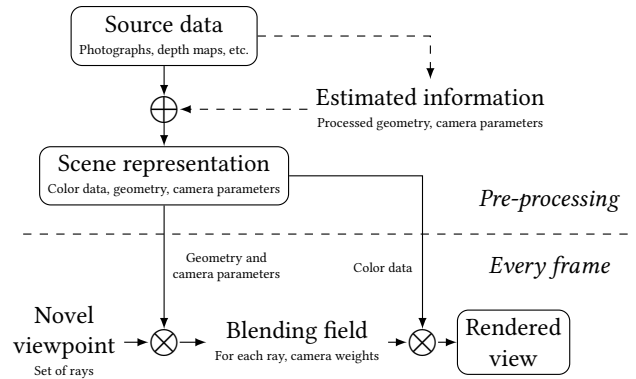 Source data
Photographs, depth maps, etc.
Estimated information
Processed geometry, camera parameters
Scene representation
Color data, geometry, camera parameters
Pre-processing
Geometry and
camera parameters
Color data
Every frame
Novel
viewpoint
Set of rays
Blending field
For each ray, camera weights
Rendered
view